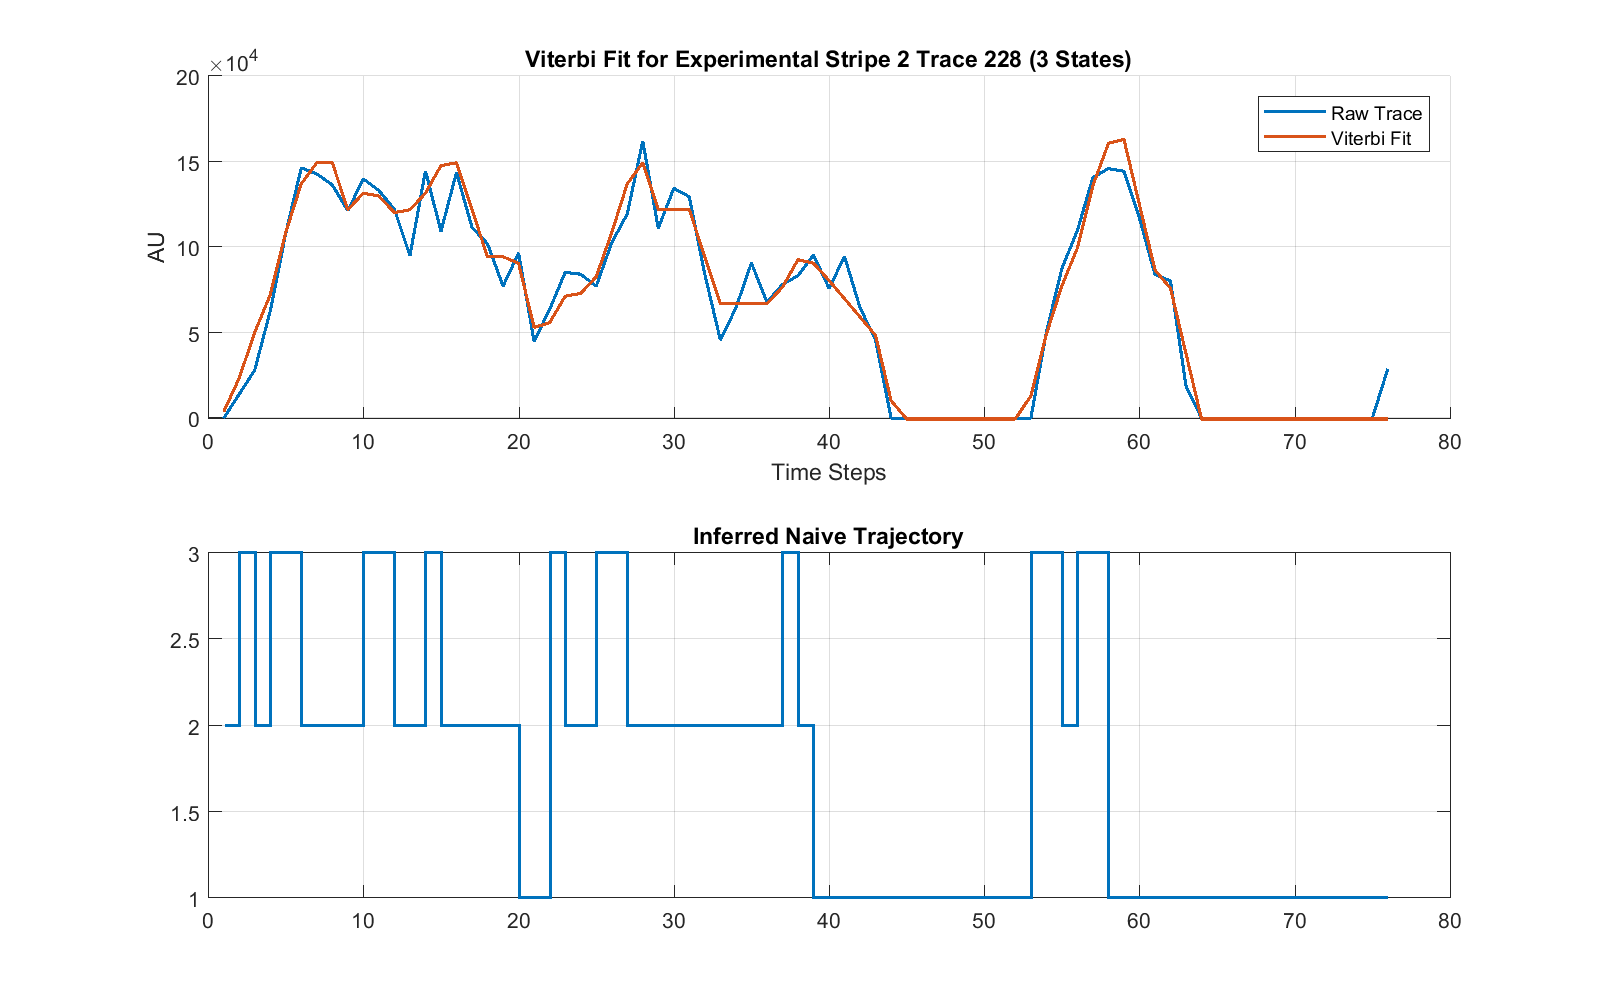 Viterbi Fit for Experimental Stripe 2 Trace 228 (3 States)
×10⁴
20
15
10
5
0
AU
Raw Trace
Viterbi Fit
0 10 20 30 40 50 60 70 80
Time Steps
Inferred Naive Trajectory
3
2.5
2
1.5
1
0 10 20 30 40 50 60 70 80